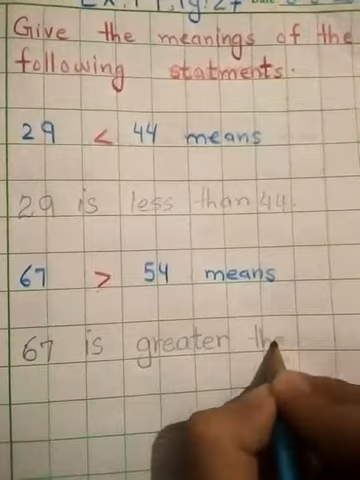 Give the meanings of the
following statments.
29 < 44 means
29 is less than 44.
67 > 54 means
67 is greater th